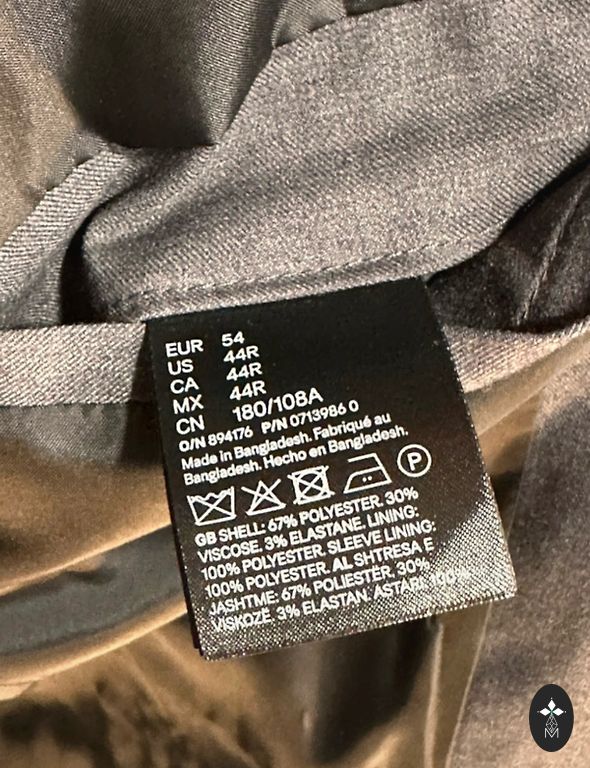 EUR 54
US 44R
CA 44R
MX 44R
CN 180/108A
O/N 894176 P/N 0713986 0
Made in Bangladesh. Fabriqué au
Bangladesh. Hecho en Bangladesh.
P
GB SHELL: 67% POLYESTER. 30%
VISCOSE. 3% ELASTANE. LINING:
100% POLYESTER. SLEEVE LINING:
100% POLYESTER. AL SHTRESA E
JASHTME: 67% POLIESTËR. 30%
VISKOZË. 3% ELASTAN. ASTARI: 100%
M